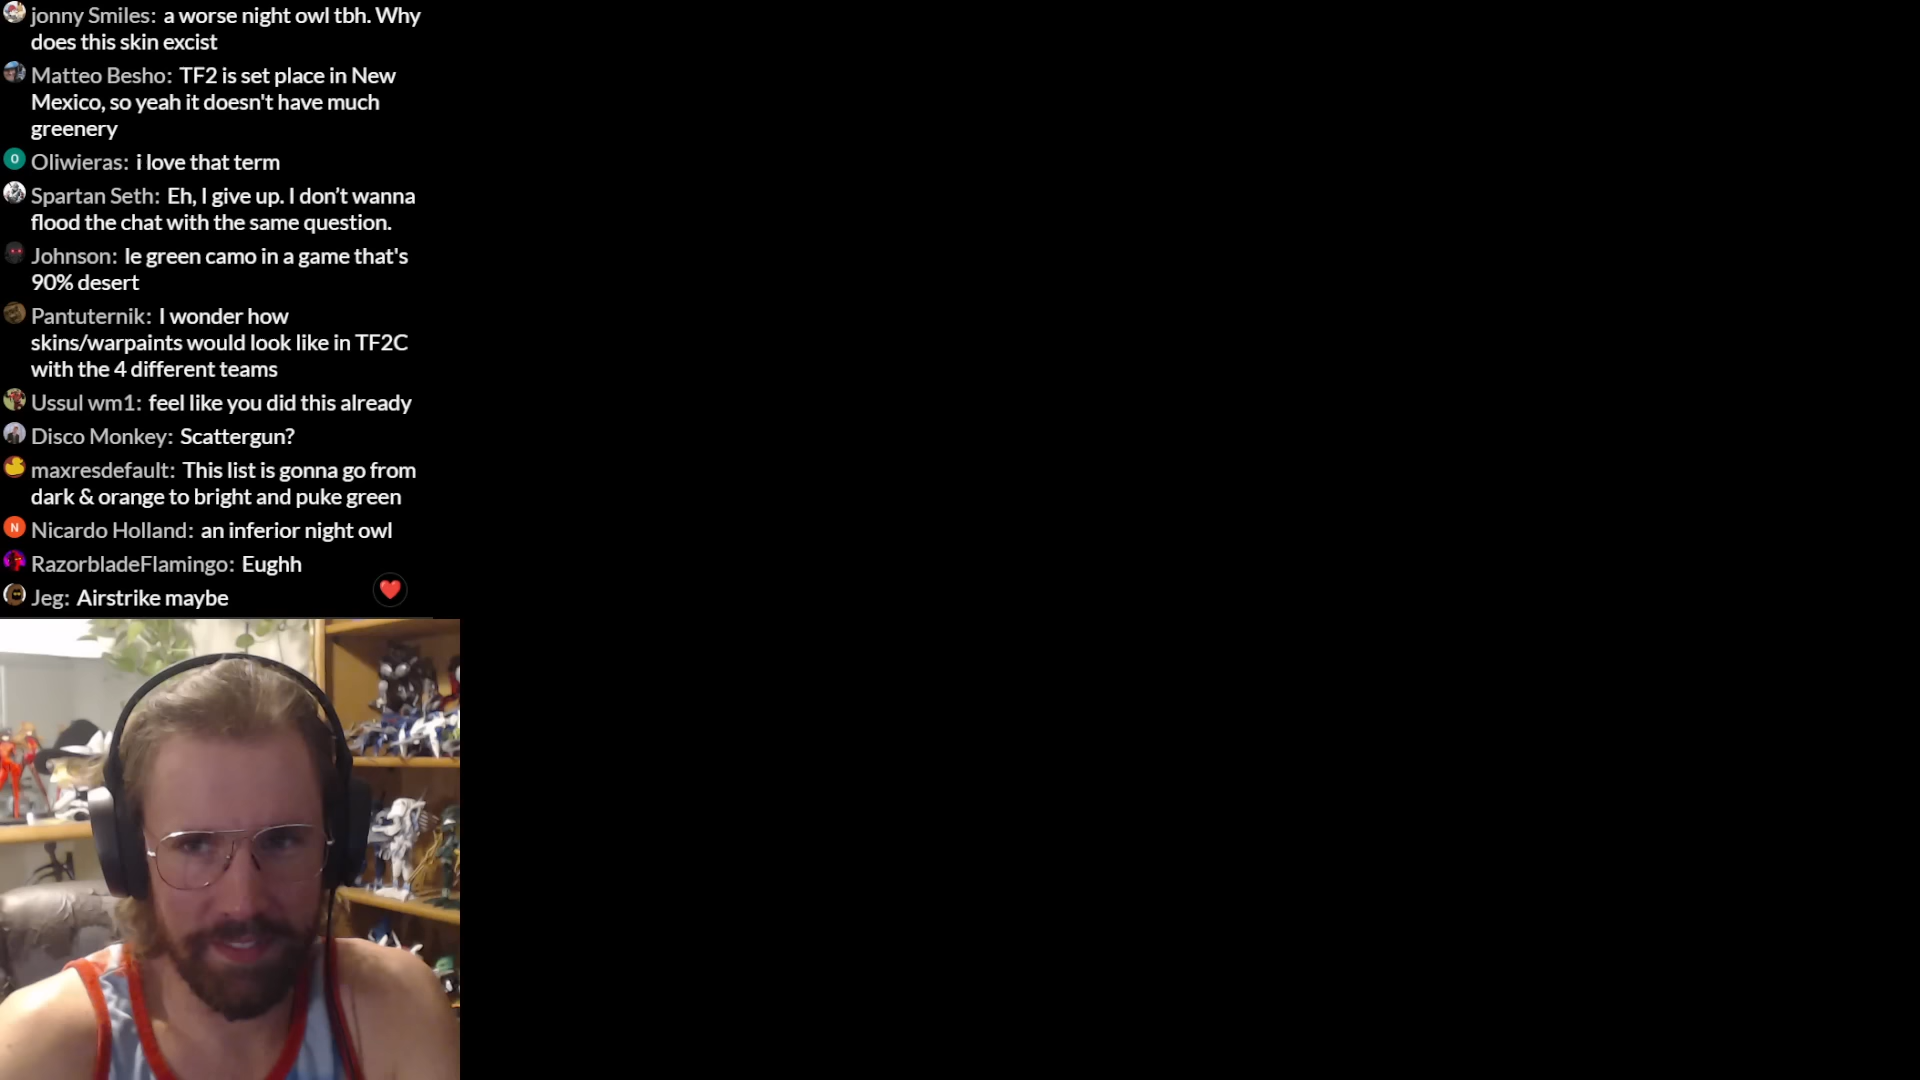 jonny Smiles: a worse night owl tbh. Why
does this skin excist
Matteo Besho: TF2 is set place in New
Mexico, so yeah it doesn't have much
greenery
O Oliwieras: i love that term
Spartan Seth: Eh, I give up. I don’t wanna
flood the chat with the same question.
Johnson: le green camo in a game that's
90% desert
Pantuternik: I wonder how
skins/warpaints would look like in TF2C
with the 4 different teams
Ussul wm1: feel like you did this already
Disco Monkey: Scattergun?
maxresdefault: This list is gonna go from
dark & orange to bright and puke green
N Nicardo Holland: an inferior night owl
RazorbladeFlamingo: Eughh
Jeg: Airstrike maybe